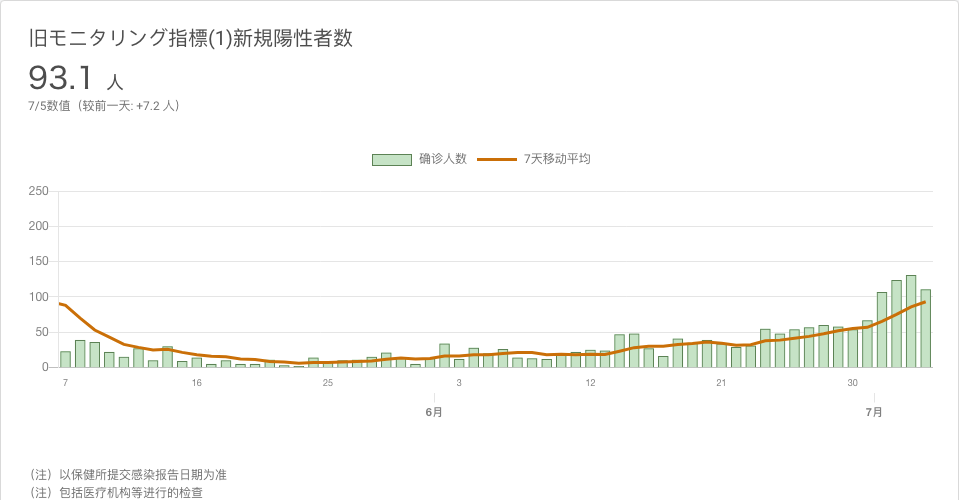 旧モニタリング指標(1)新規陽性者数
93.1 人
7/5数值（较前一天: +7.2 人）
确诊人数 7天移动平均
250
200
150
100
50
0
7 16 25 3 12 21 30
6月 7月
（注）以保健所提交感染报告日期为准
（注）包括医疗机构等进行的检查